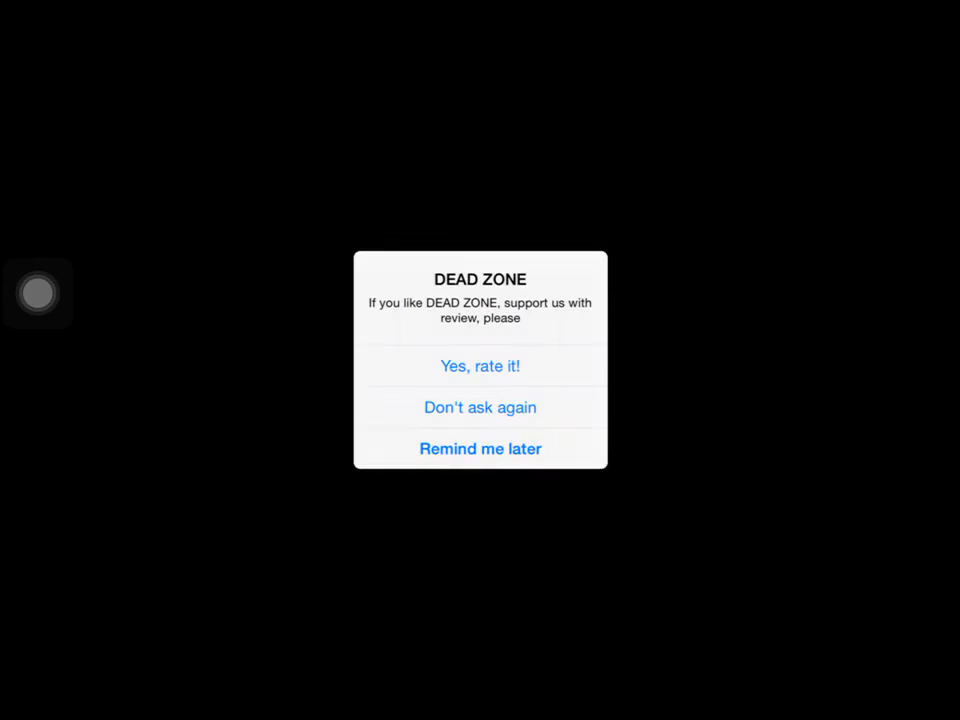 DEAD ZONE
If you like DEAD ZONE, support us with
review, please
Yes, rate it!
Don't ask again
Remind me later